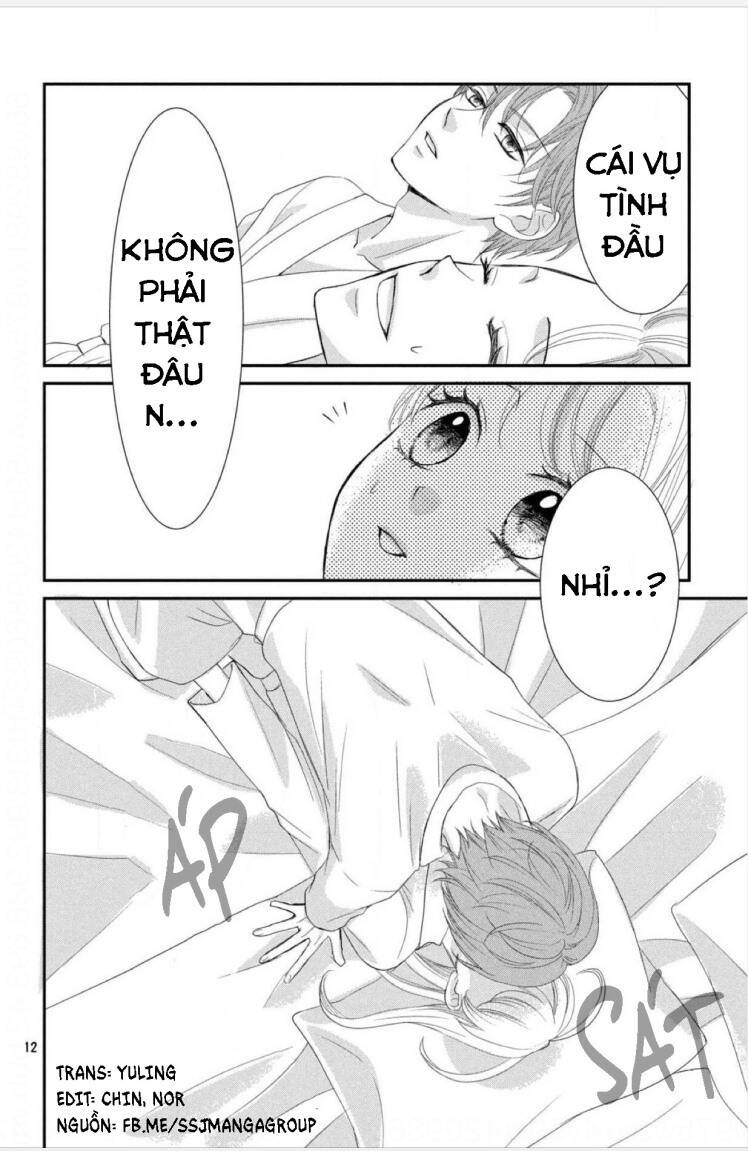 CÁI VỤ
TÌNH
ĐẦU
KHÔNG
PHẢI
THẬT
ĐÂU
N...
NHỈ...?
ÁP
SÁT
12
TRANS: YULING
EDIT: CHIN, NOR
NGUỒN: FB.ME/SSJMANGAGROUP